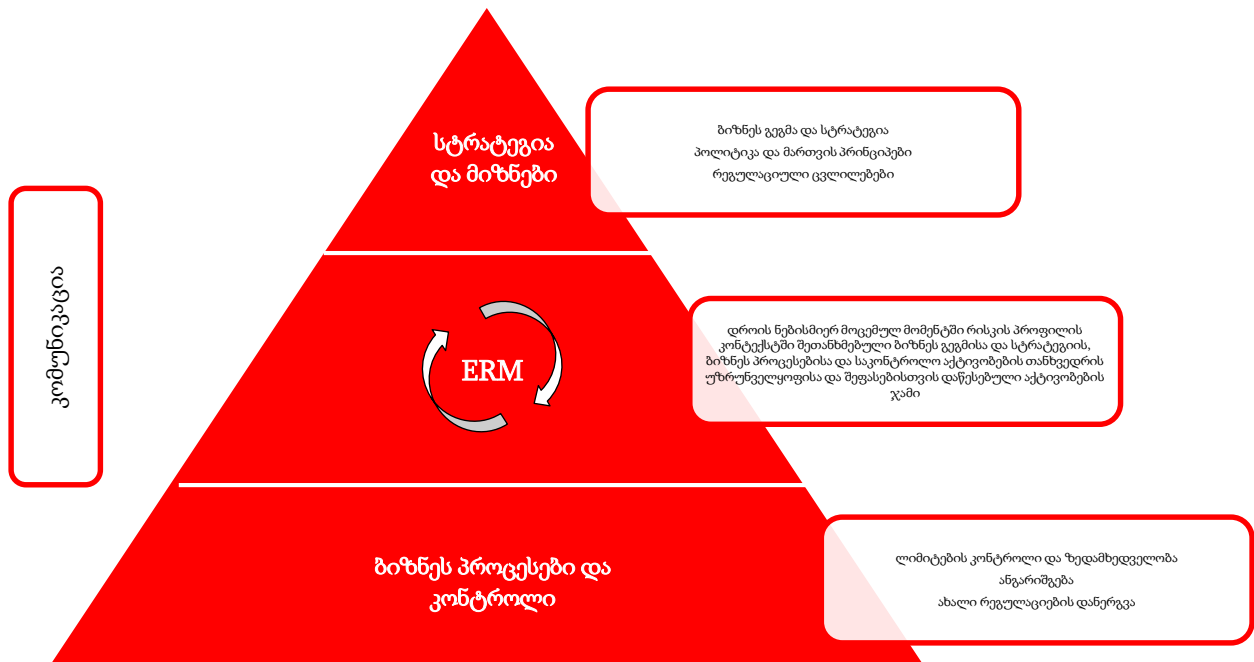 კომუნიკაცია
სტრატეგია
და მიზნები
ბიზნეს გეგმა და სტრატეგია
პოლიტიკა და მართვის პრინციპები
რეგულაციული ცვლილებები
ERM
დროის ნებისმიერ მოცემულ მომენტში რისკის პროფილის
კონტექსტში შეთანხმებული ბიზნეს გეგმისა და სტრატეგიის,
ბიზნეს პროცესებისა და საკონტროლო აქტივობების თანხვედრის
უზრუნველყოფისა და შეფასებისთვის დაწესებული აქტივობების
ჯამი
ბიზნეს პროცესები და
კონტროლი
ლიმიტების კონტროლი და ზედამხედველობა
ანგარიშგება
ახალი რეგულაციების დანერგვა